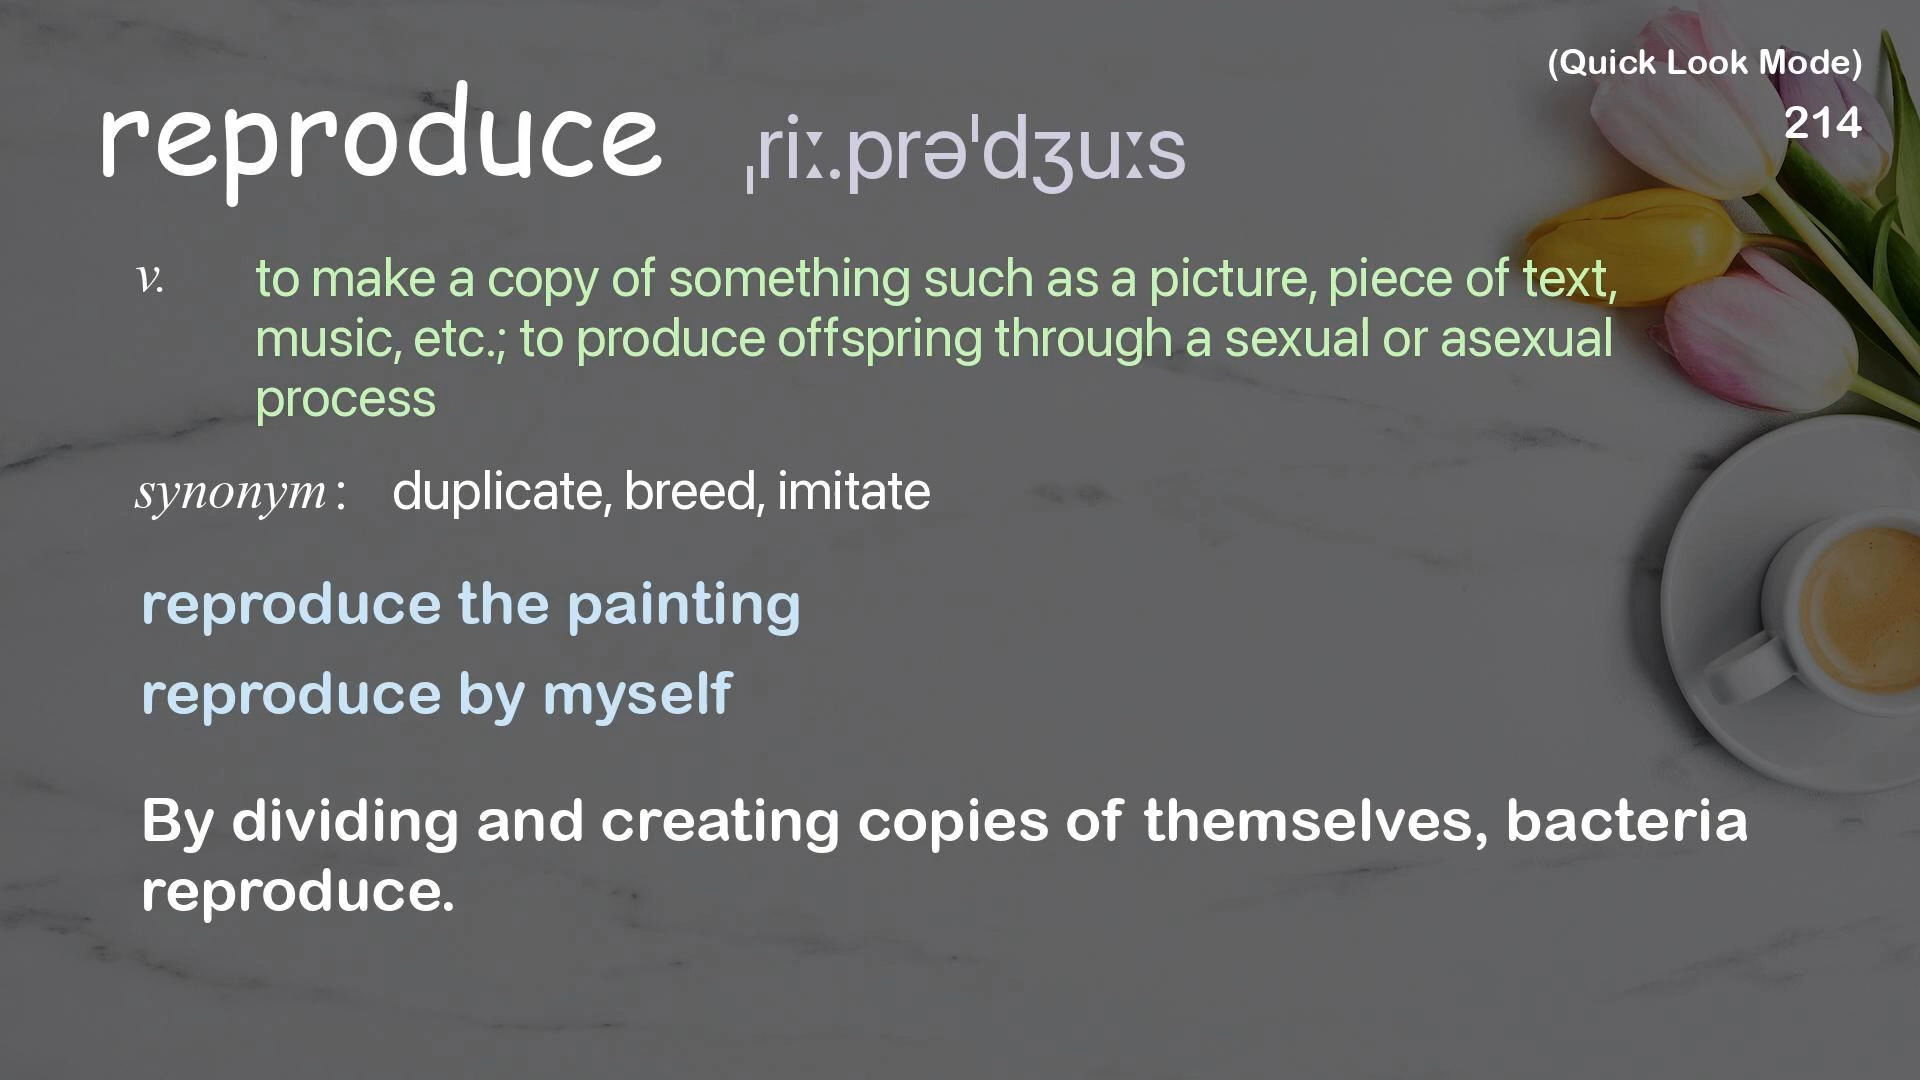 (Quick Look Mode)
214
reproduce ˌriː.prəˈdʒuːs
v. to make a copy of something such as a picture, piece of text,
music, etc.; to produce offspring through a sexual or asexual
process
synonym: duplicate, breed, imitate
reproduce the painting
reproduce by myself
By dividing and creating copies of themselves, bacteria
reproduce.